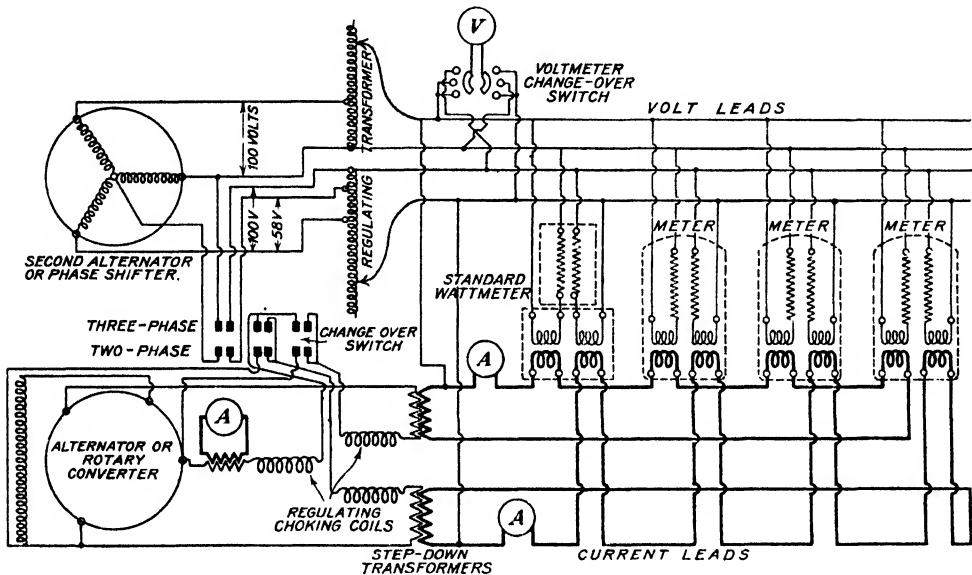 V
VOLTMETER
CHANGE-OVER
SWITCH
TRANSFORMER
VOLT LEADS
100 VOLTS
100V
58V
REGULATING
SECOND ALTERNATOR
OR PHASE SHIFTER.
METER
METER
METER
STANDARD
WATTMETER
THREE-PHASE
TWO-PHASE
CHANGE OVER
SWITCH
A
A
ALTERNATOR OR
ROTARY
CONVERTER
REGULATING
CHOKING COILS
A
STEP-DOWN
TRANSFORMERS
CURRENT LEADS